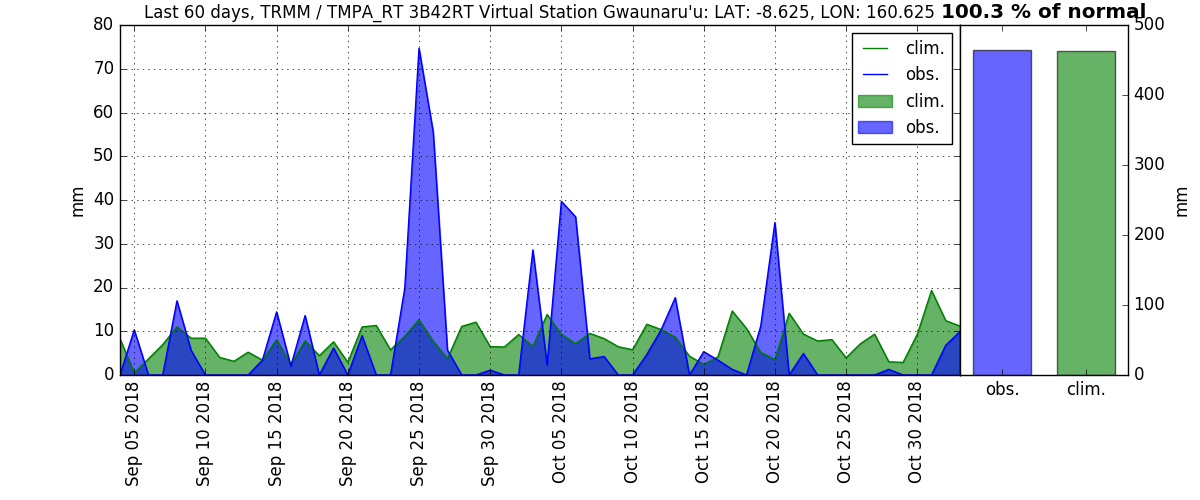 Last 60 days, TRMM / TMPA_RT 3B42RT Virtual Station Gwaunaru'u: LAT: -8.625, LON: 160.625 100.3 % of normal
80
70
60
50
40
30
20
10
0
mm
clim.
obs.
clim.
obs.
Sep 05 2018
Sep 10 2018
Sep 15 2018
Sep 20 2018
Sep 25 2018
Sep 30 2018
Oct 05 2018
Oct 10 2018
Oct 15 2018
Oct 20 2018
Oct 25 2018
Oct 30 2018
500
400
300
200
100
0
mm
obs.
clim.